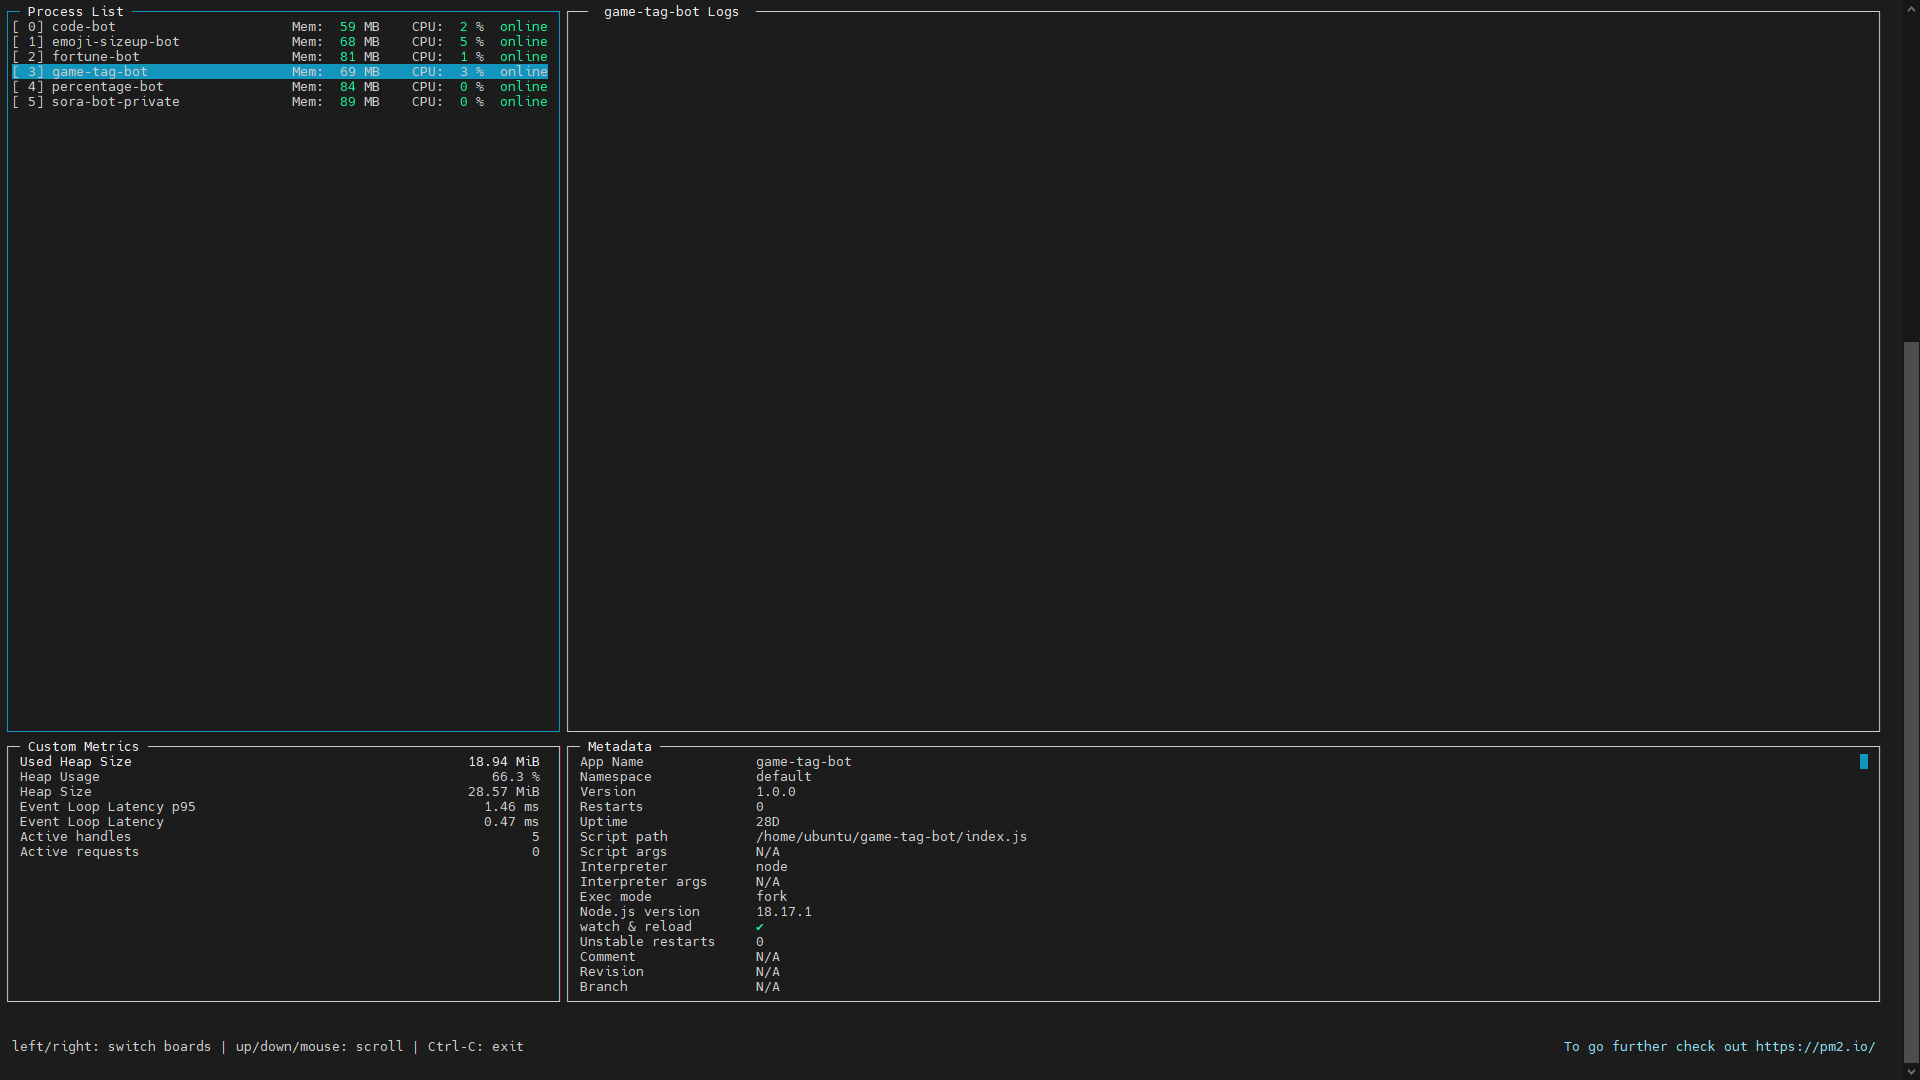 Process List
[ 0] code-bot Mem: 59 MB CPU: 2 % online
[ 1] emoji-sizeup-bot Mem: 68 MB CPU: 5 % online
[ 2] fortune-bot Mem: 81 MB CPU: 1 % online
[ 3] game-tag-bot Mem: 69 MB CPU: 3 % online
[ 4] percentage-bot Mem: 84 MB CPU: 0 % online
[ 5] sora-bot-private Mem: 89 MB CPU: 0 % online
game-tag-bot Logs
Custom Metrics
Used Heap Size 18.94 MiB
Heap Usage 66.3 %
Heap Size 28.57 MiB
Event Loop Latency p95 1.46 ms
Event Loop Latency 0.47 ms
Active handles 5
Active requests 0
Metadata
App Name game-tag-bot
Namespace default
Version 1.0.0
Restarts 0
Uptime 28D
Script path /home/ubuntu/game-tag-bot/index.js
Script args N/A
Interpreter node
Interpreter args N/A
Exec mode fork
Node.js version 18.17.1
watch & reload ✔
Unstable restarts 0
Comment N/A
Revision N/A
Branch N/A
left/right: switch boards | up/down/mouse: scroll | Ctrl-C: exit
To go further check out https://pm2.io/